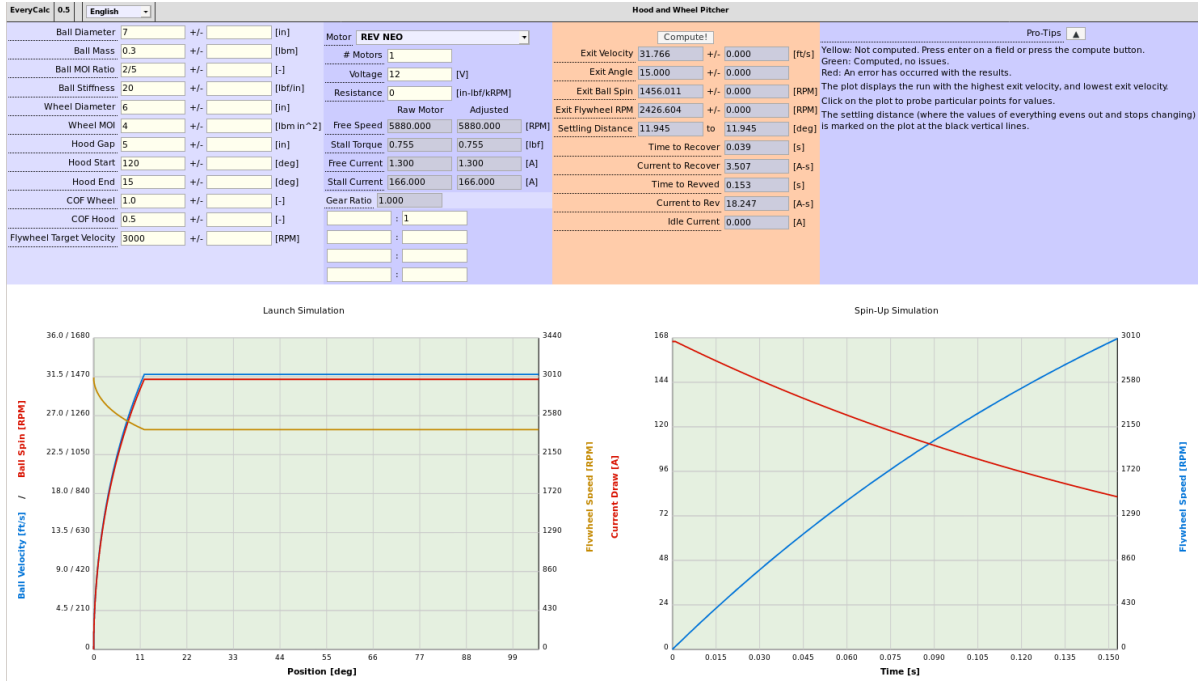 EveryCalc 0.5 English Hood and Wheel Pitcher
Ball Diameter 7 +/- [in]
Ball Mass 0.3 +/- [lbm]
Ball MOI Ratio 2/5 +/- [-]
Ball Stiffness 20 +/- [lbf/in]
Wheel Diameter 6 +/- [in]
Wheel MOI 4 +/- [lbm in^2]
Hood Gap 5 +/- [in]
Hood Start 120 +/- [deg]
Hood End 15 +/- [deg]
COF Wheel 1.0 +/- [-]
COF Hood 0.5 +/- [-]
Flywheel Target Velocity 3000 +/- [RPM]
Motor REV NEO
# Motors 1
Voltage 12 [V]
Resistance 0 [in-lbf/kRPM]
Raw Motor Adjusted
Free Speed 5880.000 5880.000 [RPM]
Stall Torque 0.755 0.755 [lbf]
Free Current 1.300 1.300 [A]
Stall Current 166.000 166.000 [A]
Gear Ratio 1.000
: 1
:
:
:
Compute!
Exit Velocity 31.766 +/- 0.000 [ft/s]
Exit Angle 15.000 +/- 0.000
Exit Ball Spin 1456.011 +/- 0.000 [RPM]
Exit Flywheel RPM 2426.604 +/- 0.000 [RPM]
Settling Distance 11.945 to 11.945 [deg]
Time to Recover 0.039 [s]
Current to Recover 3.507 [A-s]
Time to Revved 0.153 [s]
Current to Rev 18.247 [A-s]
Idle Current 0.000 [A]
Pro-Tips ▲
Yellow: Not computed. Press enter on a field or press the compute button.
Green: Computed, no issues.
Red: An error has occurred with the results.
The plot displays the run with the highest exit velocity, and lowest exit velocity.
Click on the plot to probe particular points for values.
The settling distance (where the values of everything evens out and stops changing)
is marked on the plot at the black vertical lines.
Launch Simulation
36.0 / 1680 3440
31.5 / 1470 3010
27.0 / 1260 2580
22.5 / 1050 2150
18.0 / 840 1720
13.5 / 630 1290
9.0 / 420 860
4.5 / 210 430
0 0
0 11 22 33 44 55 66 77 88 99
Position [deg]
Ball Velocity [ft/s] / Ball Spin [RPM]
Flywheel Speed [RPM]
Spin-Up Simulation
168 3010
144 2580
120 2150
96 1720
72 1290
48 860
24 430
0 0
0 0.015 0.030 0.045 0.060 0.075 0.090 0.105 0.120 0.135 0.150
Time [s]
Current Draw [A]
Flywheel Speed [RPM]